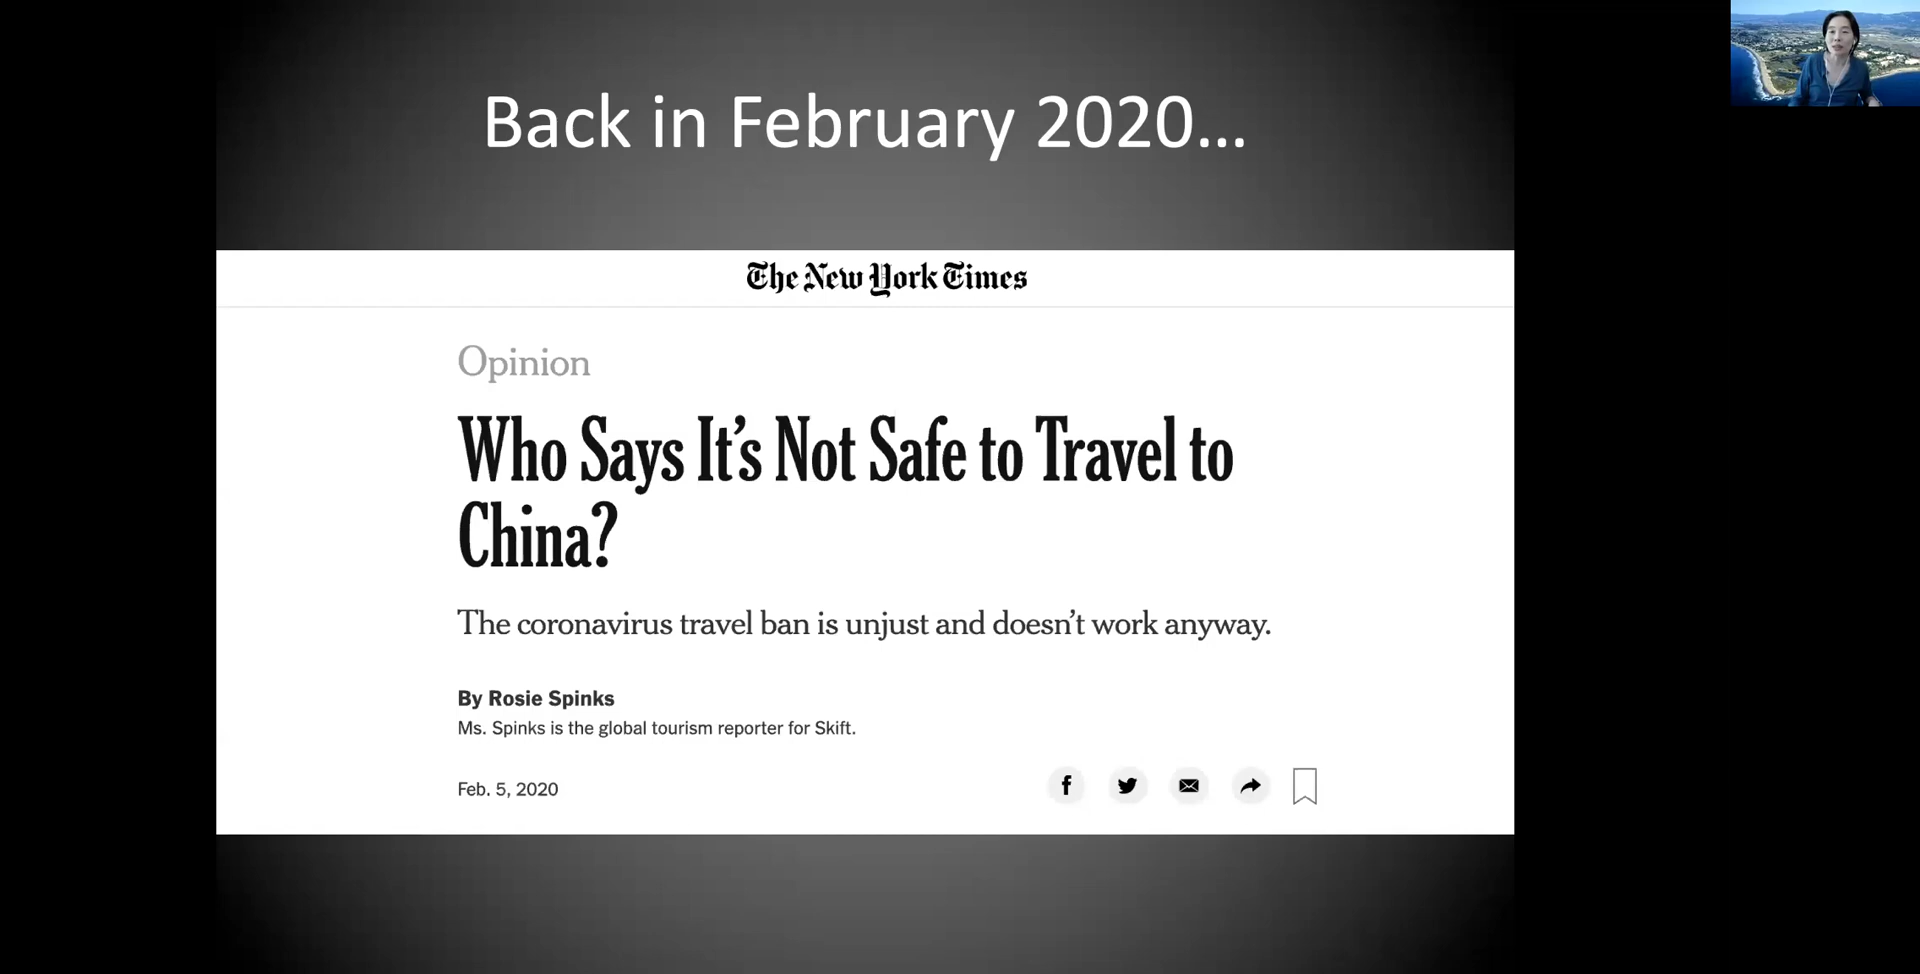 Back in February 2020...
The New York Times
Opinion
Who Says It's Not Safe to Travel to
China?
The coronavirus travel ban is unjust and doesn't work anyway.
By Rosie Spinks
Ms. Spinks is the global tourism reporter for Skift.
Feb. 5, 2020